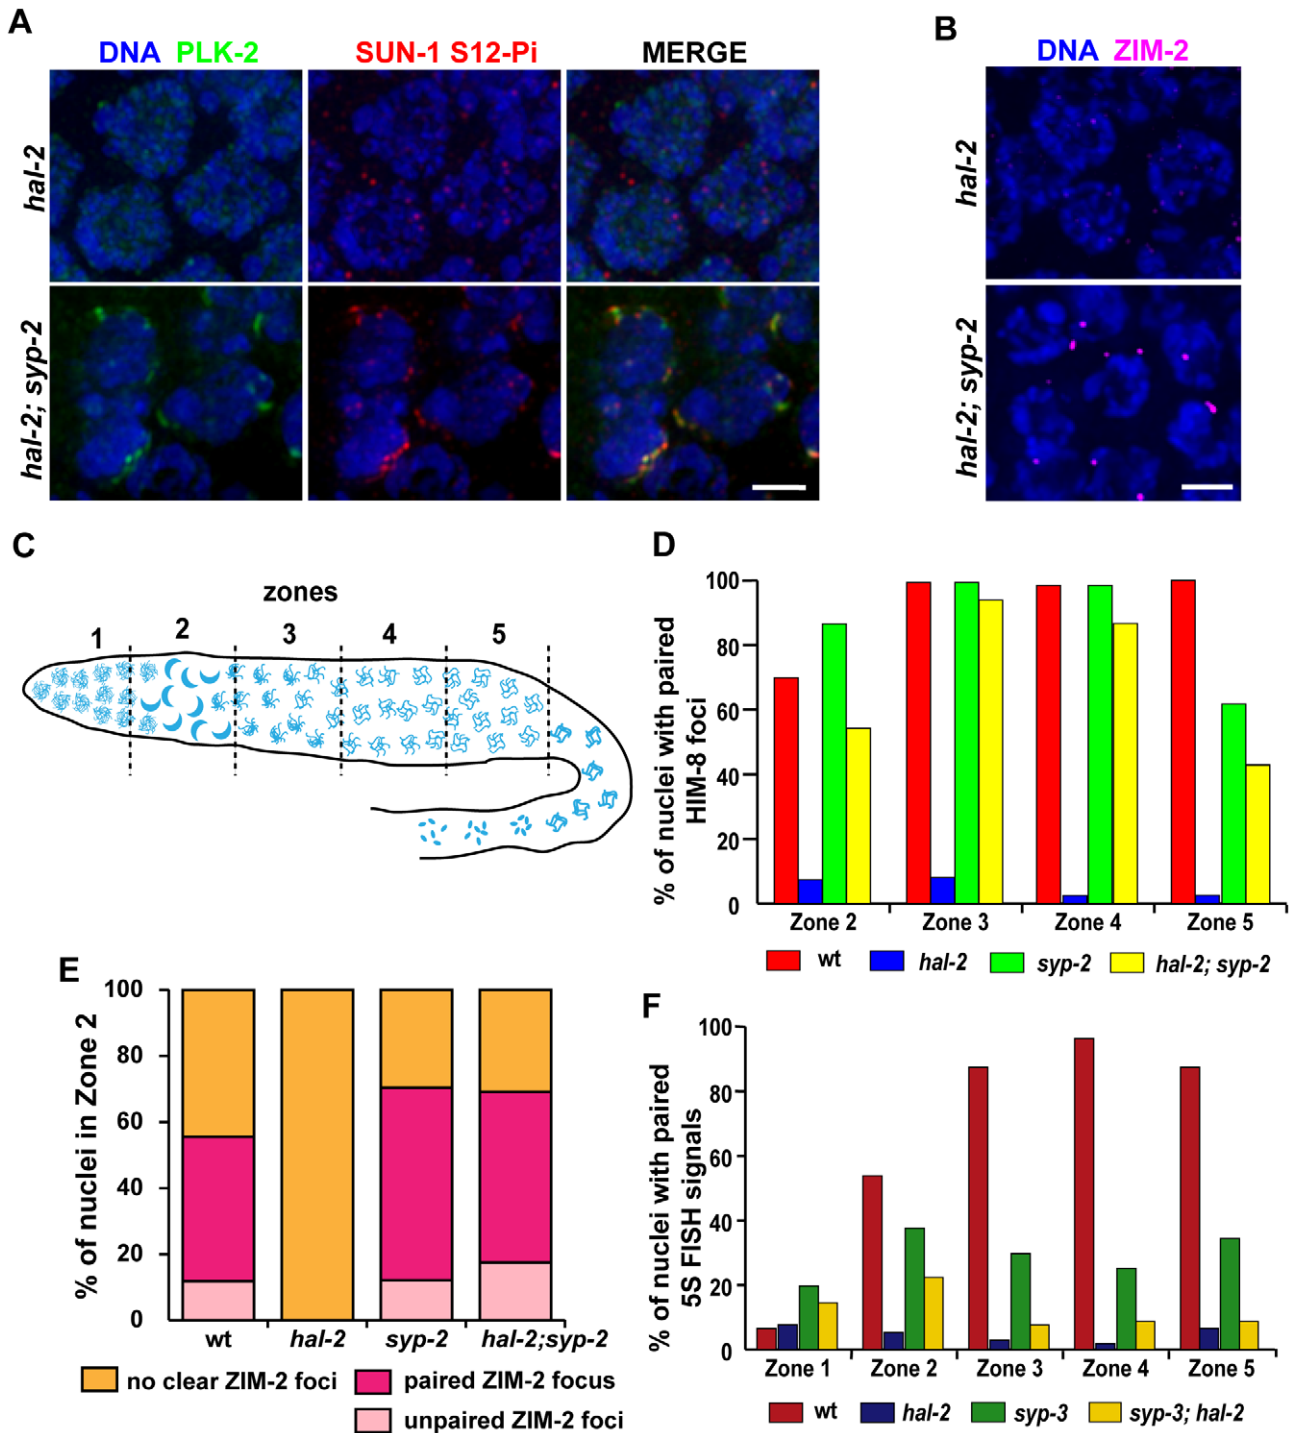 A
DNA PLK-2
SUN-1 S12-Pi
MERGE
hal-2
hal-2; syp-2
B
DNA ZIM-2
hal-2
hal-2; syp-2
C
zones
1 2 3 4 5
D
% of nuclei with paired
HIM-8 foci
100
80
60
40
20
0
Zone 2 Zone 3 Zone 4 Zone 5
wt hal-2 syp-2 hal-2; syp-2
E
% of nuclei in Zone 2
100
80
60
40
20
0
wt hal-2 syp-2 hal-2;syp-2
no clear ZIM-2 foci paired ZIM-2 focus
unpaired ZIM-2 foci
F
% of nuclei with paired
5S FISH signals
100
80
60
40
20
0
Zone 1 Zone 2 Zone 3 Zone 4 Zone 5
wt hal-2 syp-3 syp-3; hal-2